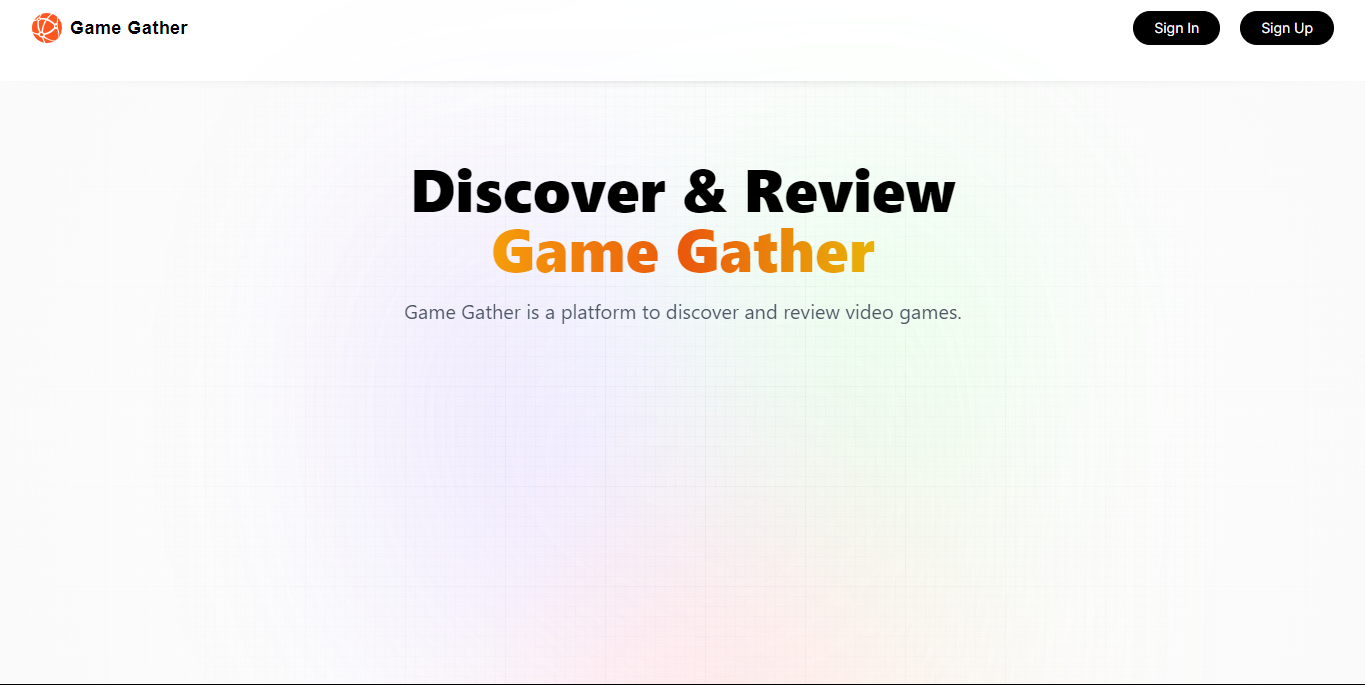 Game Gather
Sign In
Sign Up
Discover & Review
Game Gather
Game Gather is a platform to discover and review video games.